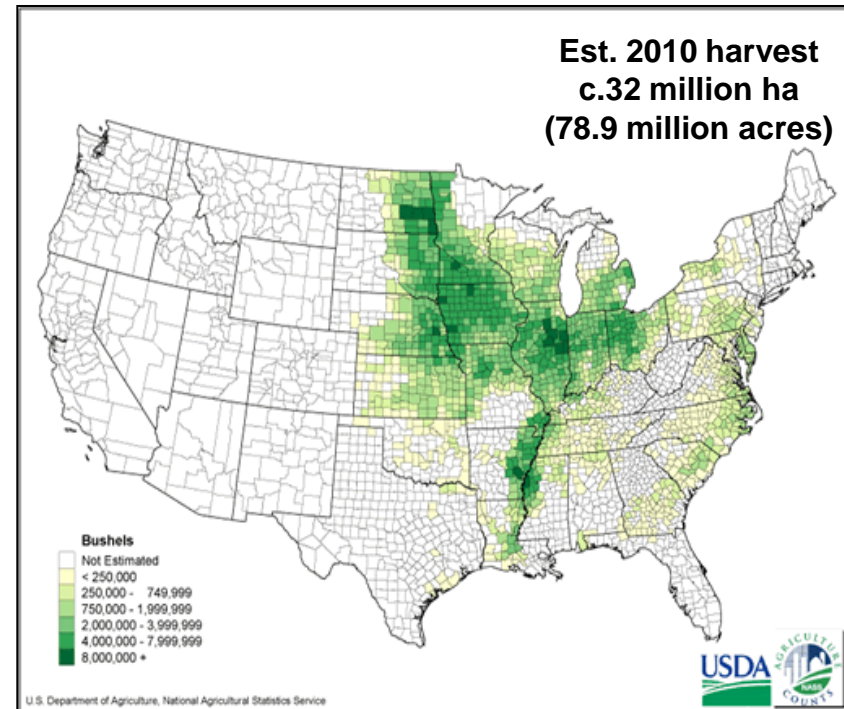 Est. 2010 harvest
c.32 million ha
(78.9 million acres)
Bushels
Not Estimated
< 250,000
250,000 - 749,999
750,000 - 1,999,999
2,000,000 - 3,999,999
4,000,000 - 7,999,999
8,000,000 +
USDA
AGRICULTURE
NASS
COUNTS
U.S. Department of Agriculture, National Agricultural Statistics Service